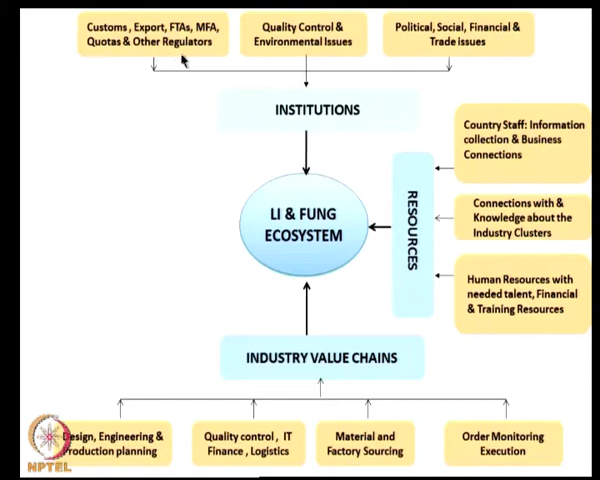 Customs , Export, FTAs, MFA,
Quotas & Other Regulators
Quality Control &
Environmental Issues
Political, Social, Financial &
Trade issues
INSTITUTIONS
Country Staff: Information
collection & Business
Connections
LI & FUNG
ECOSYSTEM
RESOURCES
Connections with &
Knowledge about the
Industry Clusters
Human Resources with
needed talent, Financial
& Training Resources
INDUSTRY VALUE CHAINS
Design, Engineering &
Production planning
Quality control , IT
Finance , Logistics
Material and
Factory Sourcing
Order Monitoring
Execution
NPTEL